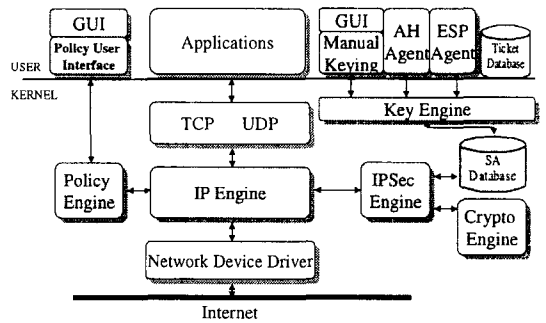 GUI
Policy User
Interface
Applications
GUI
Manual
Keying
AH
Agent
ESP
Agent
Ticket
Database
USER
KERNEL
TCP UDP
Key Engine
Policy
Engine
IP Engine
IPSec
Engine
SA
Database
Crypto
Engine
Network Device Driver
Internet